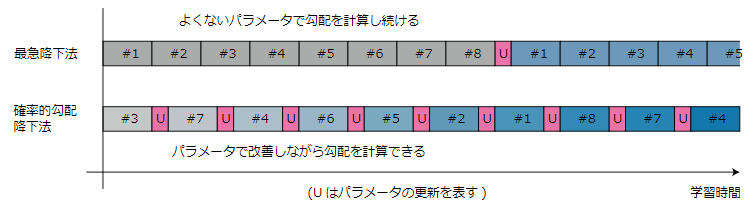 よくないパラメータで勾配を計算し続ける
最急降下法 #1 #2 #3 #4 #5 #6 #7 #8 U #1 #2 #3 #4 #5
確率的勾配
降下法
#3 U #7 U #4 U #6 U #5 U #2 U #1 U #8 U #7 U #4
パラメータで改善しながら勾配を計算できる
(U はパラメータの更新を表す) 学習時間